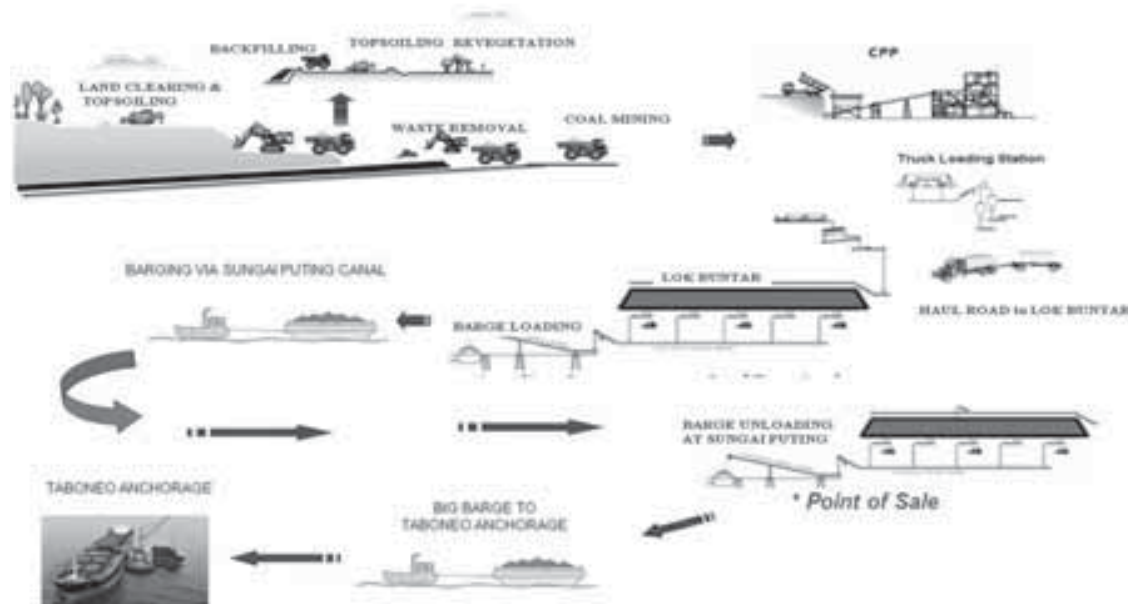 BACKFILLING
TOPSOILING REVEGETATION
LAND CLEARING &
TOPSOILING
WASTE REMOVAL
COAL MINING
CPP
Truck Loading Station
HAUL ROAD to LOK BUNTAR
LOK BUNTAR
BARGE LOADING
BARGING VIA SUNGAI PUTING CANAL
BARGE UNLOADING
AT SUNGAI PUTING
* Point of Sale
BIG BARGE TO
TABONEO ANCHORAGE
TABONEO ANCHORAGE